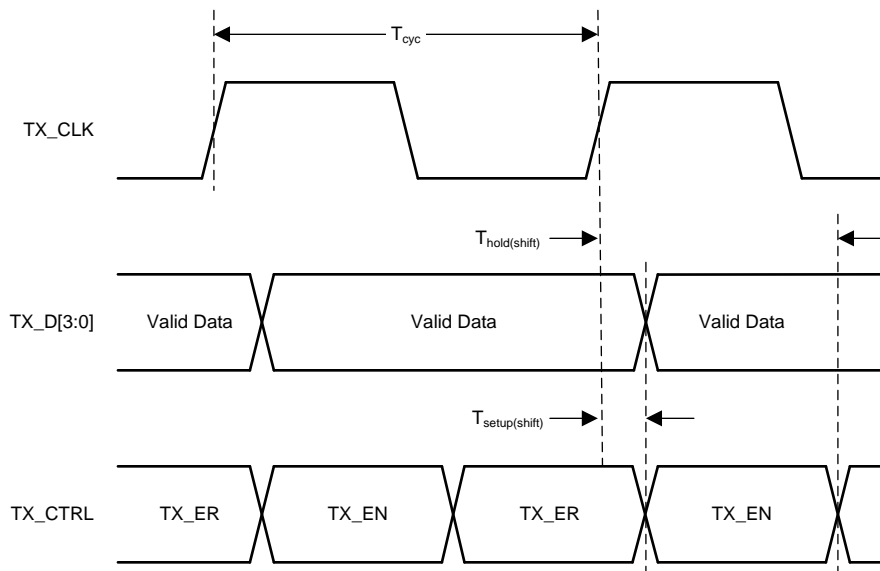 Tcyc
TX_CLK
Thold(shift)
TX_D[3:0] Valid Data Valid Data Valid Data
Tsetup(shift)
TX_CTRL TX_ER TX_EN TX_ER TX_EN